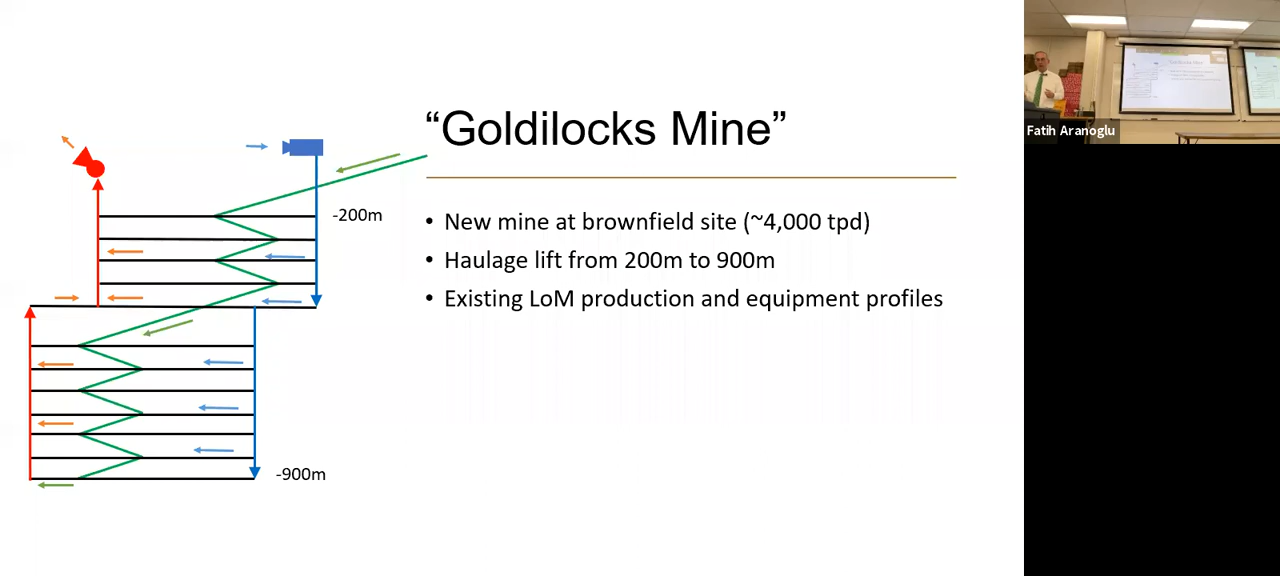 “Goldilocks Mine”
-200m
• New mine at brownfield site (~4,000 tpd)
• Haulage lift from 200m to 900m
• Existing LoM production and equipment profiles
-900m
Fatih Aranoglu